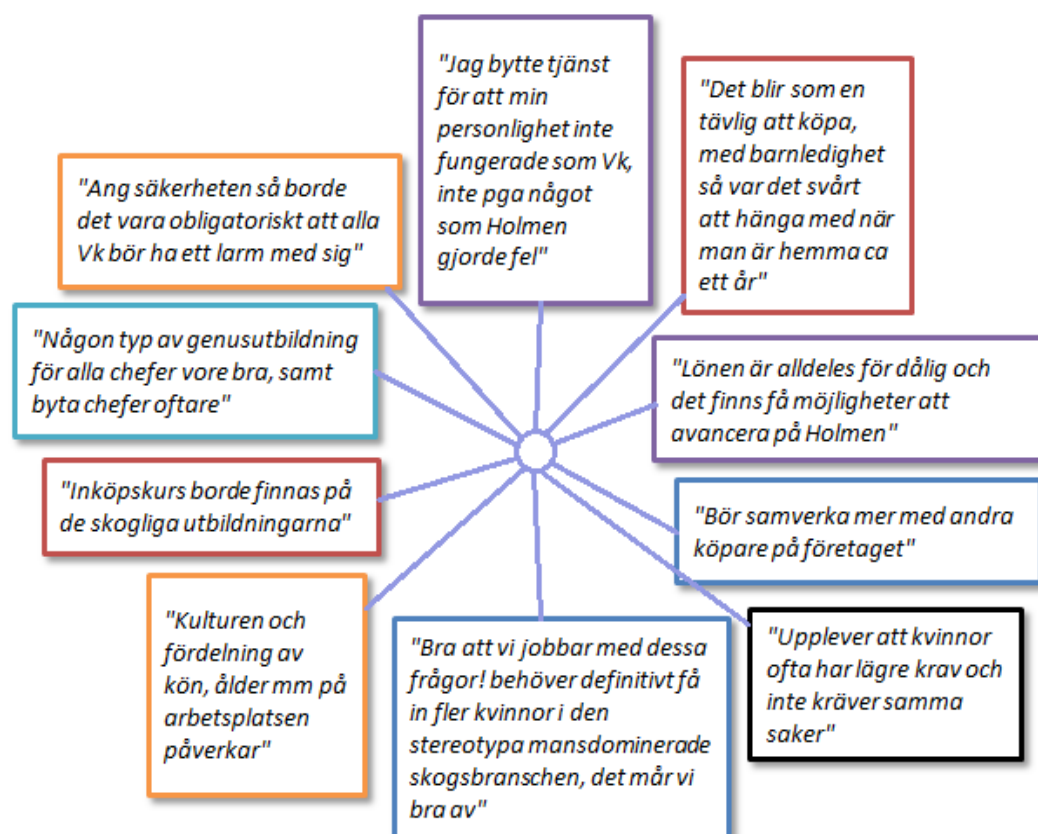 "Jag bytte tjänst
för att min
personlighet inte
fungerade som Vk,
inte pga något
som Holmen
gjorde fel"
"Det blir som en
tävlig att köpa,
med barnledighet
så var det svårt
att hänga med när
man är hemma ca
ett år"
"Ang säkerheten så borde
det vara obligatoriskt att alla
Vk bör ha ett larm med sig"
"Någon typ av genusutbildning
för alla chefer vore bra, samt
byta chefer oftare"
"Lönen är alldeles för dålig och
det finns få möjligheter att
avancera på Holmen"
"Inköpskurs borde finnas på
de skogliga utbildningarna"
"Bör samverka mer med andra
köpare på företaget"
"Kulturen och
fördelning av
kön, ålder mm på
arbetsplatsen
påverkar"
"Bra att vi jobbar med dessa
frågor! behöver definitivt få
in fler kvinnor i den
stereotypa mansdominerade
skogsbranschen, det mår vi
bra av"
"Upplever att kvinnor
ofta har lägre krav och
inte kräver samma
saker"